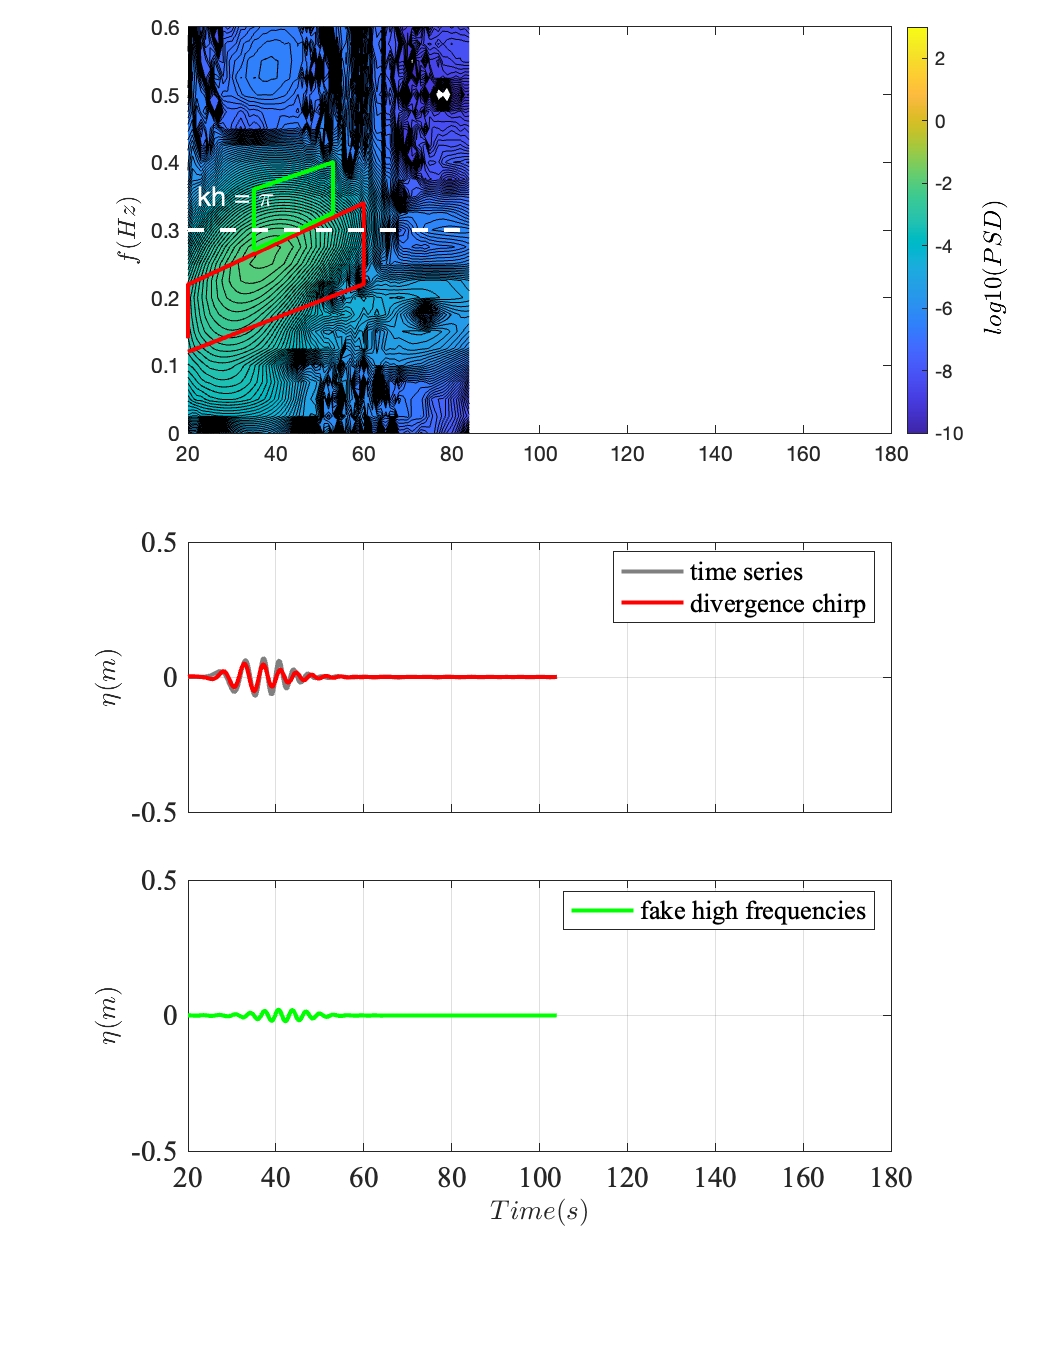 0.6
0.5
0.4
0.3
0.2
0.1
0
f(Hz)
kh = π
20 40 60 80 100 120 140 160 180
2
0
-2
-4
-6
-8
-10
log10(PSD)
0.5
0
-0.5
η(m)
time series
divergence chirp
0.5
0
-0.5
η(m)
fake high frequencies
20 40 60 80 100 120 140 160 180
Time(s)